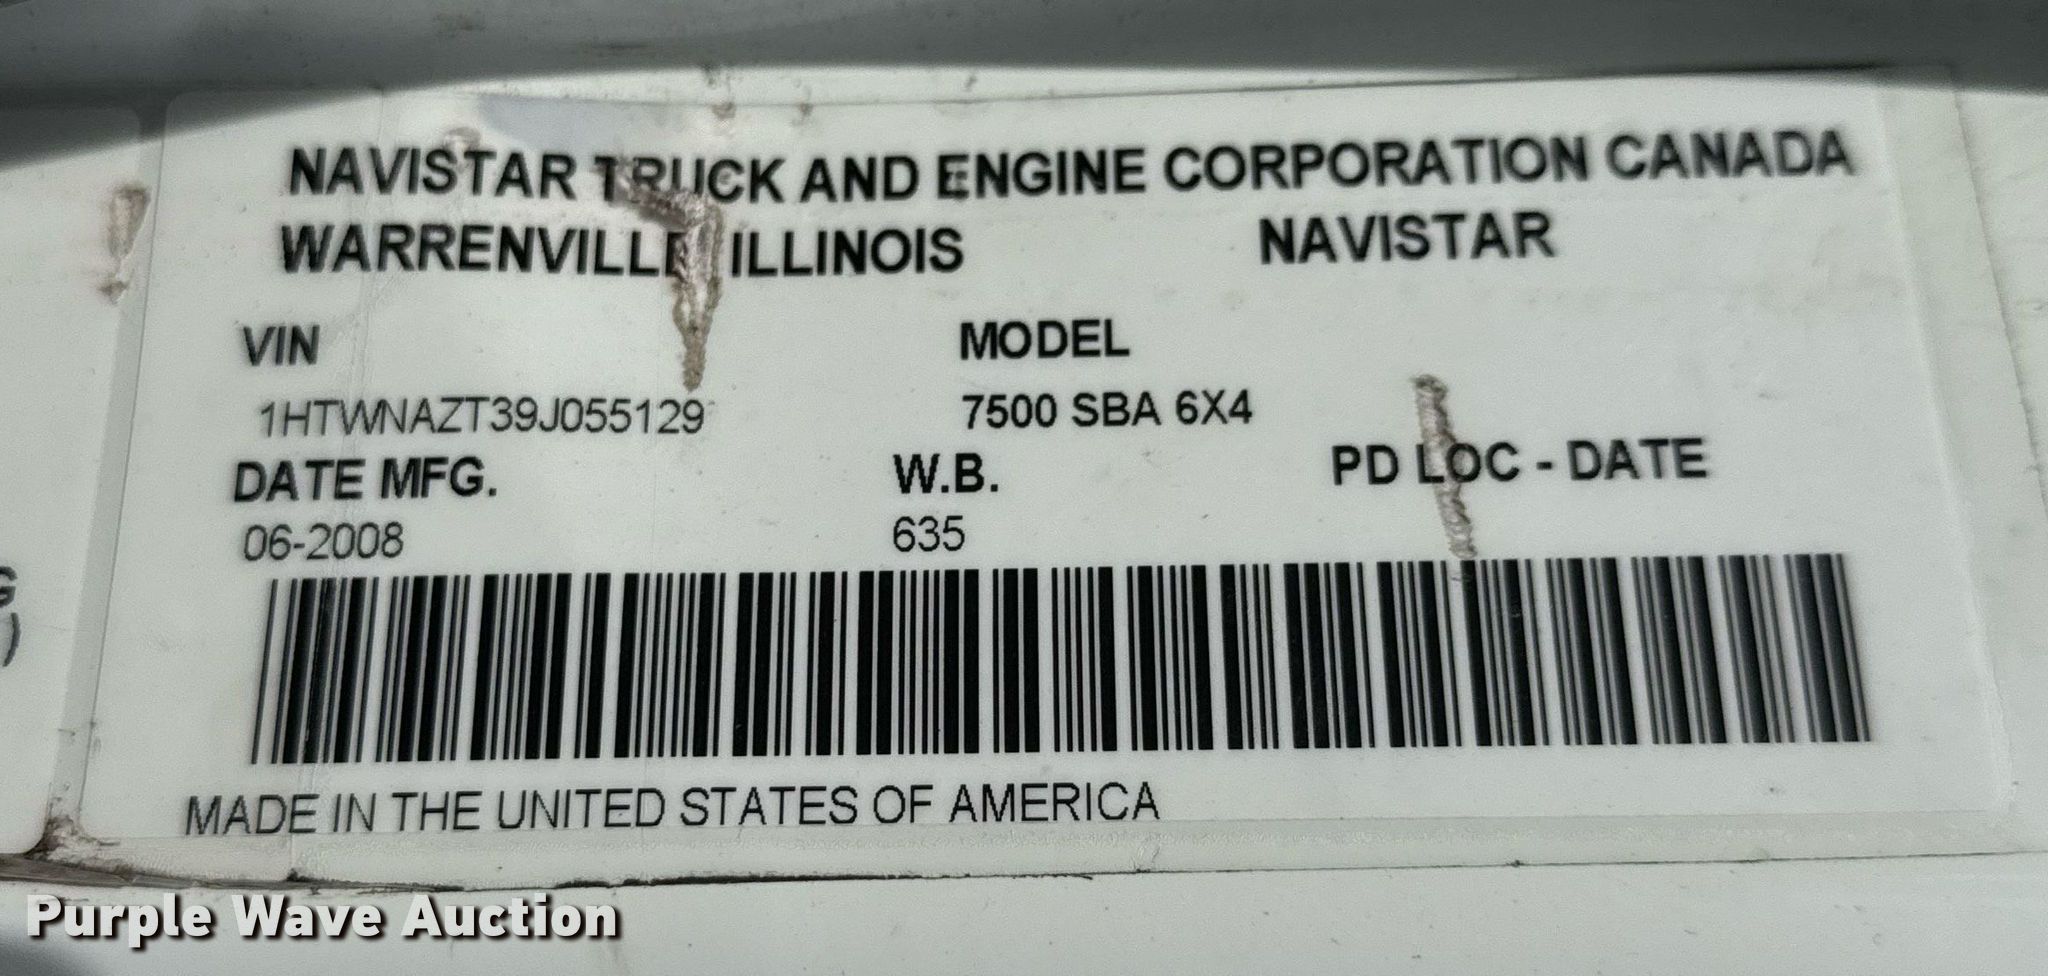 NAVISTAR TRUCK AND ENGINE CORPORATION CANADA
WARRENVILLE, ILLINOIS NAVISTAR
VIN MODEL
1HTWNAZT39J055129 7500 SBA 6X4
DATE MFG. W.B. PD LOC - DATE
06-2008 635
MADE IN THE UNITED STATES OF AMERICA
Purple Wave Auction